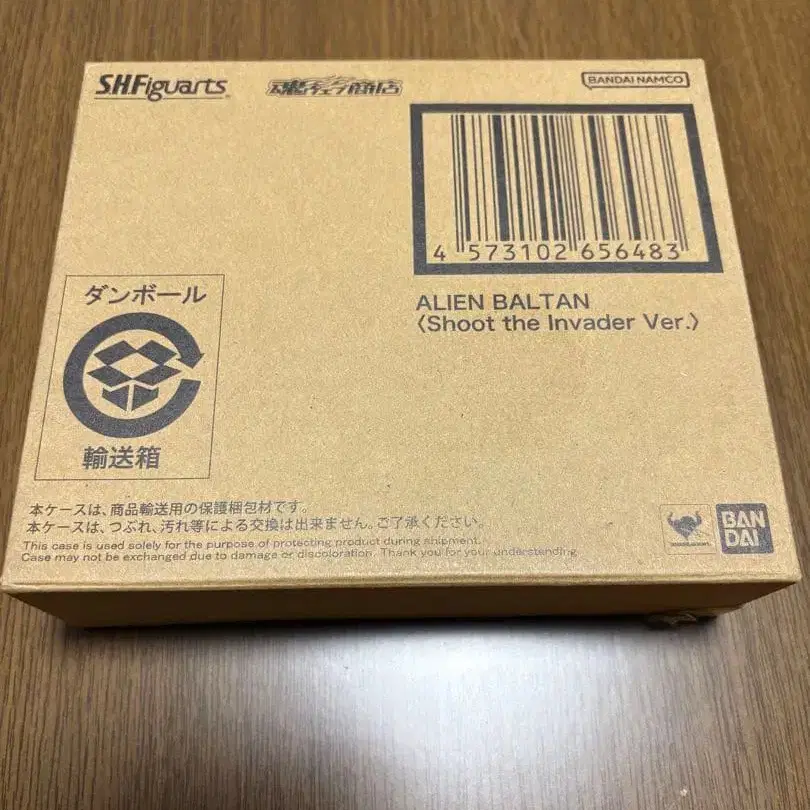 S.H.Figuarts
魂ウェブ商店
BANDAI NAMCO
4 573102 656483
ALIEN BALTAN
〈Shoot the Invader Ver.〉
ダンボール
輸送箱
本ケースは、商品輸送用の保護梱包材です。
本ケースは、つぶれ、汚れ等による交換は出来ません。ご了承ください。
This case is used solely for the purpose of protecting product during shipment.
Case may not be exchanged due to damage or discoloration. Thank you for your understanding.
BAN
DAI